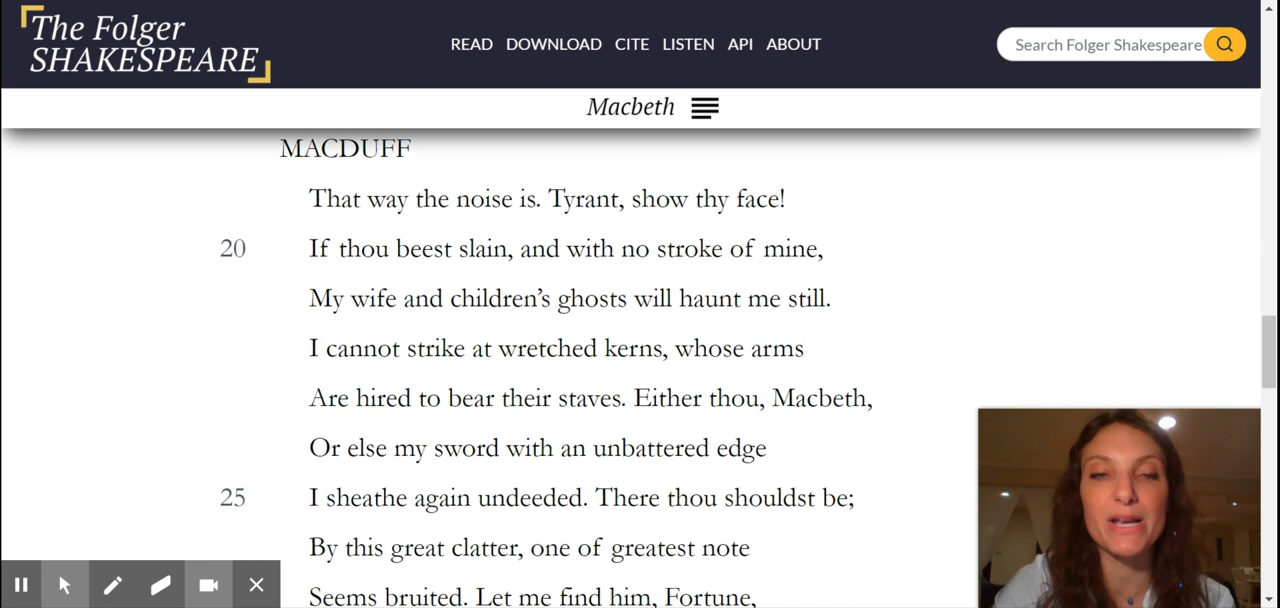 The Folger
SHAKESPEARE
READ DOWNLOAD CITE LISTEN API ABOUT
Search Folger Shakespeare
Macbeth
MACDUFF
That way the noise is. Tyrant, show thy face!
20 If thou beest slain, and with no stroke of mine,
My wife and children’s ghosts will haunt me still.
I cannot strike at wretched kerns, whose arms
Are hired to bear their staves. Either thou, Macbeth,
Or else my sword with an unbattered edge
25 I sheathe again undeeded. There thou shouldst be;
By this great clatter, one of greatest note
Seems bruited. Let me find him, Fortune,